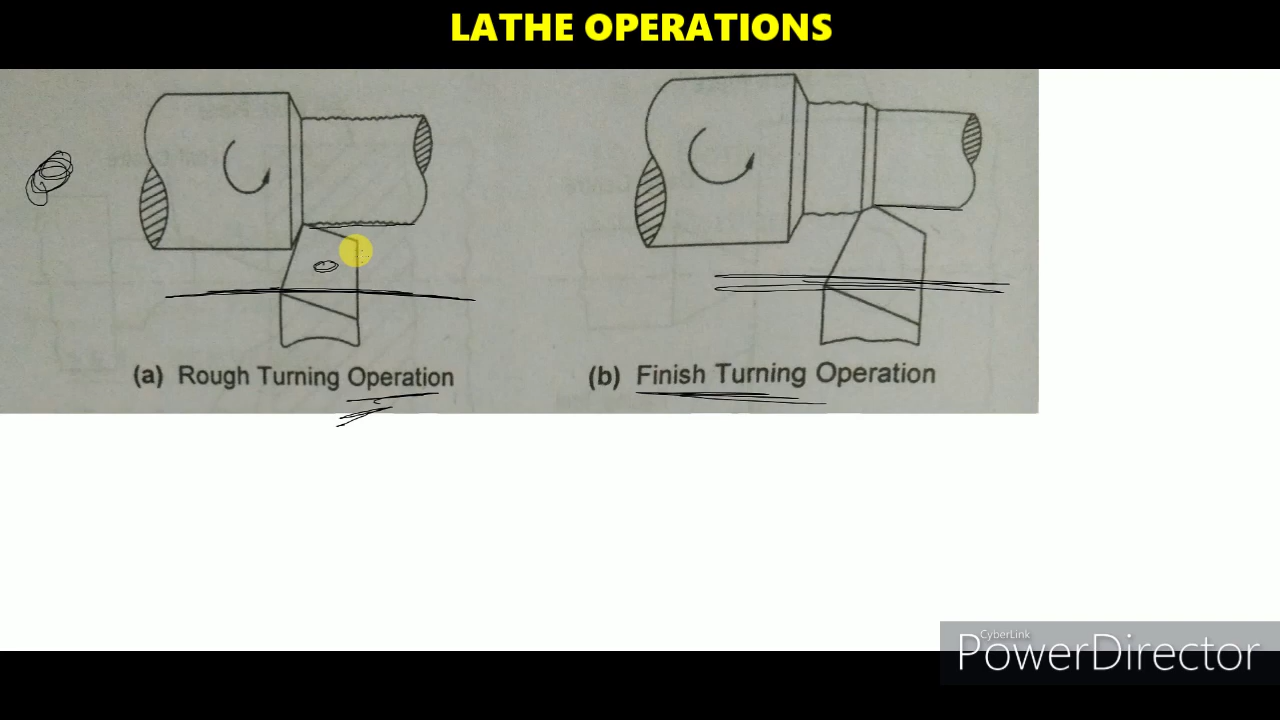 LATHE OPERATIONS
(a) Rough Turning Operation
(b) Finish Turning Operation
CyberLink
PowerDirector